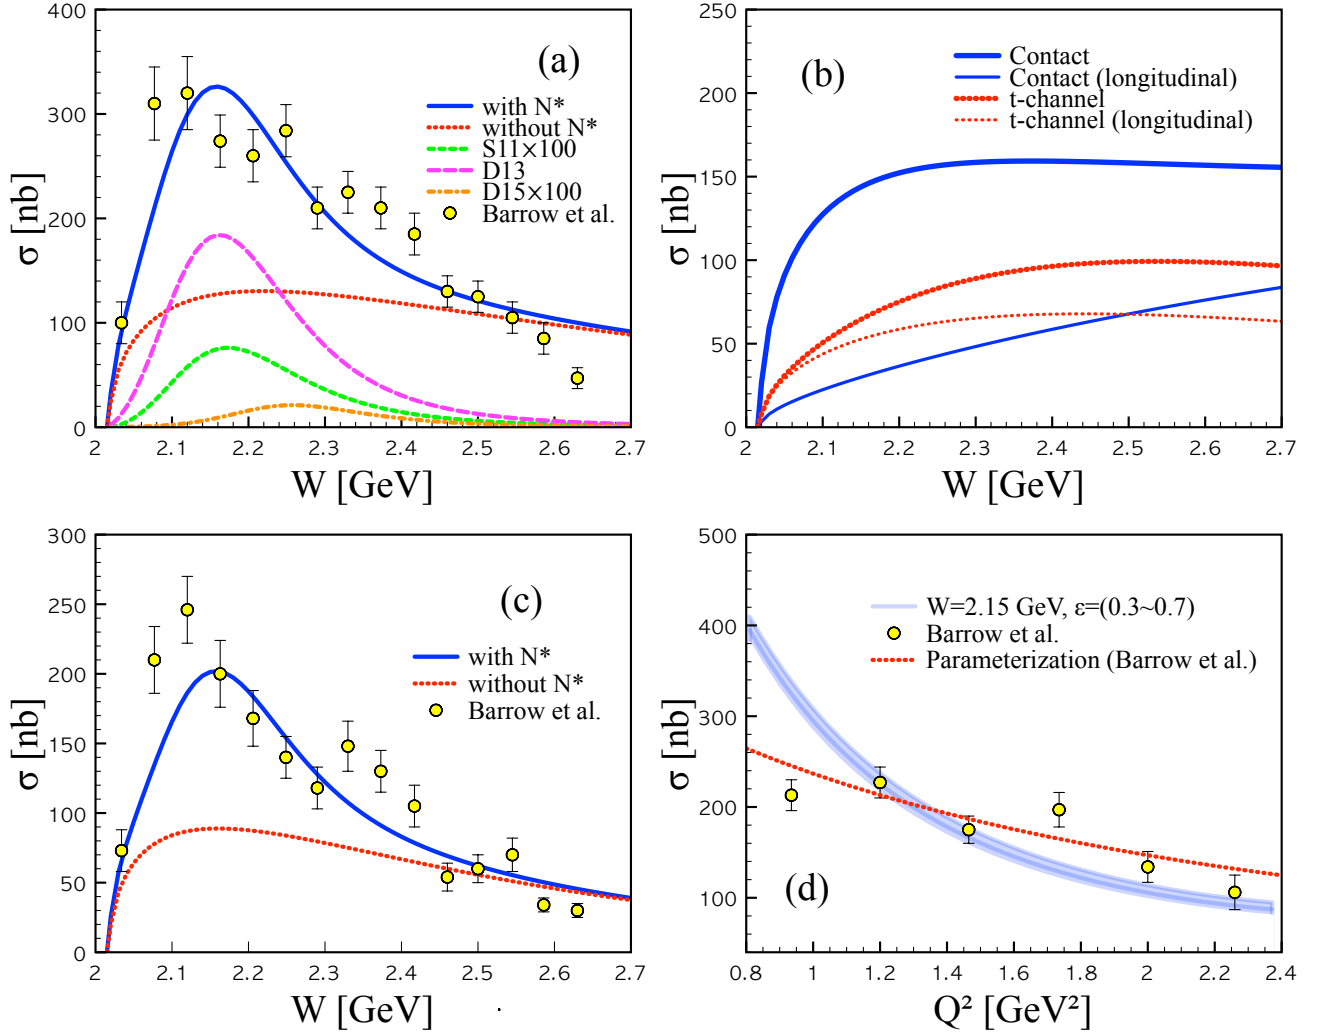 400
300
200
100
0
σ [nb]
(a)
with N*
without N*
S11×100
D13
D15×100
Barrow et al.
2 2.1 2.2 2.3 2.4 2.5 2.6 2.7
W [GeV]
250
200
150
100
50
0
σ [nb]
(b)
Contact
Contact (longitudinal)
t-channel
t-channel (longitudinal)
2 2.1 2.2 2.3 2.4 2.5 2.6 2.7
W [GeV]
300
250
200
150
100
50
0
σ [nb]
(c)
with N*
without N*
Barrow et al.
2 2.1 2.2 2.3 2.4 2.5 2.6 2.7
W [GeV]
500
400
300
200
100
σ [nb]
W=2.15 GeV, ε=(0.3~0.7)
Barrow et al.
Parameterization (Barrow et al.)
(d)
0.8 1 1.2 1.4 1.6 1.8 2 2.2 2.4
Q² [GeV²]